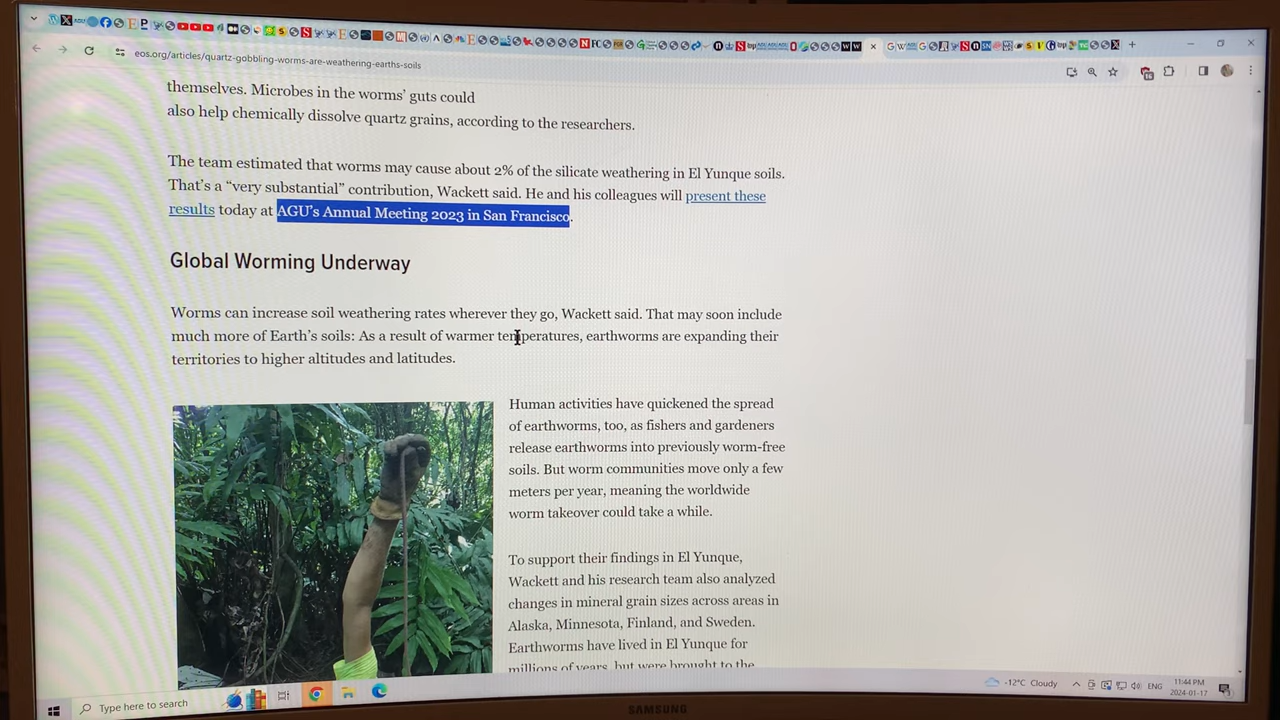 eos.org/articles/quartz-gobbling-worms-are-weathering-earths-soils
themselves. Microbes in the worms' guts could
also help chemically dissolve quartz grains, according to the researchers.
The team estimated that worms may cause about 2% of the silicate weathering in El Yunque soils.
That's a “very substantial” contribution, Wackett said. He and his colleagues will present these
results today at AGU's Annual Meeting 2023 in San Francisco.
Global Worming Underway
Worms can increase soil weathering rates wherever they go, Wackett said. That may soon include
much more of Earth's soils: As a result of warmer temperatures, earthworms are expanding their
territories to higher altitudes and latitudes.
Human activities have quickened the spread
of earthworms, too, as fishers and gardeners
release earthworms into previously worm-free
soils. But worm communities move only a few
meters per year, meaning the worldwide
worm takeover could take a while.
To support their findings in El Yunque,
Wackett and his research team also analyzed
changes in mineral grain sizes across areas in
Alaska, Minnesota, Finland, and Sweden.
Earthworms have lived in El Yunque for
millions of years, but were brought to the
Type here to search
-12°C Cloudy
ENG
11:44 PM
2024-01-17
SAMSUNG